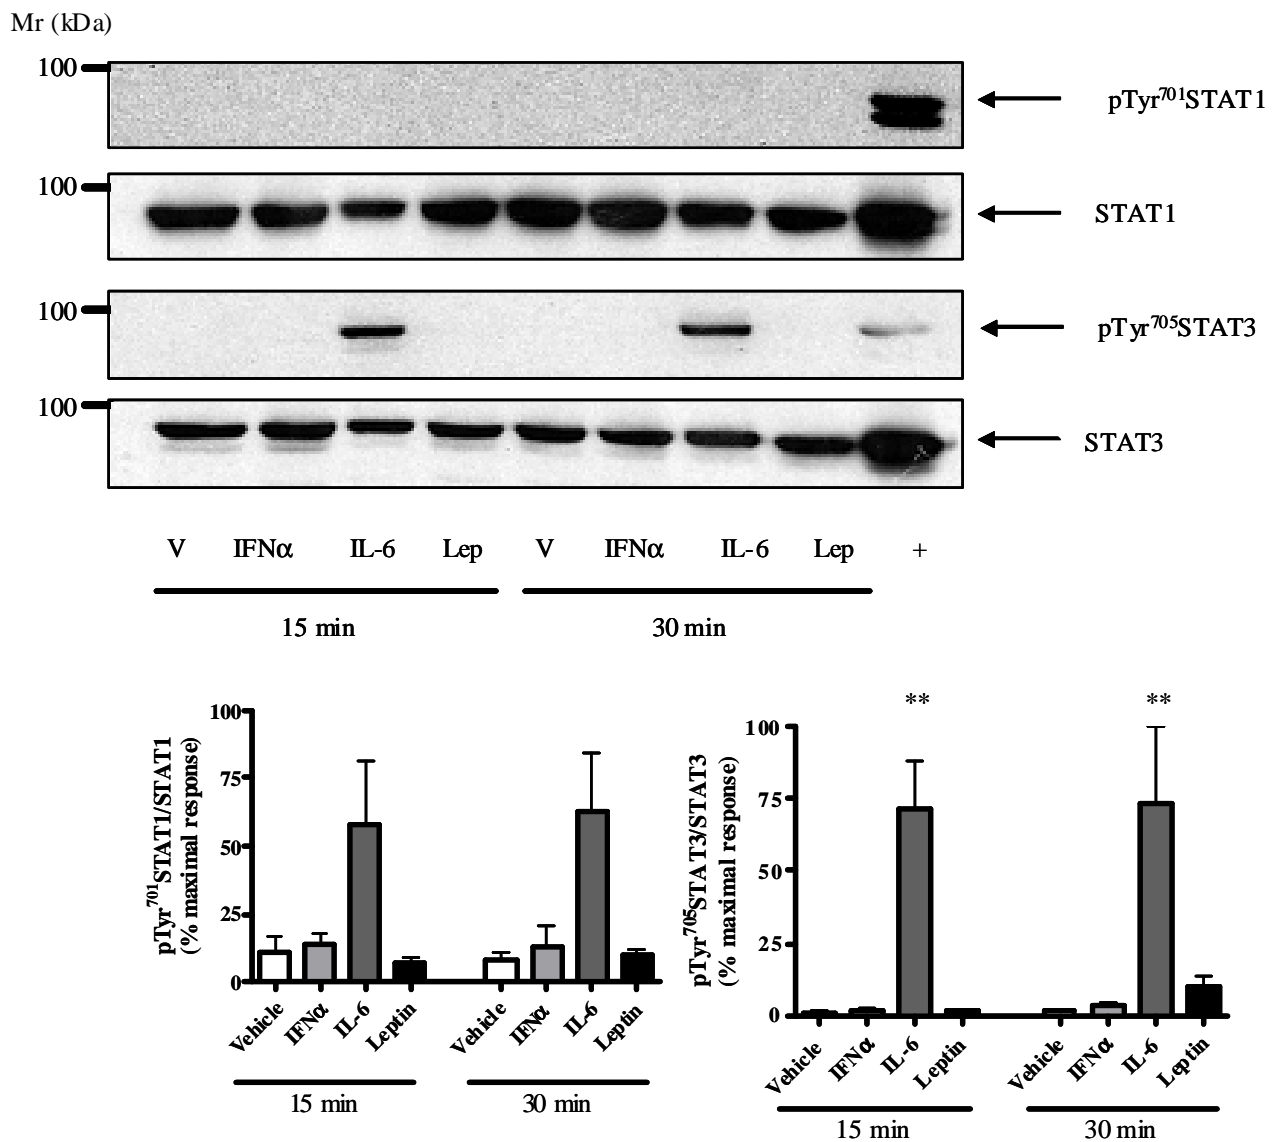 Mr (kDa)
100
pTyr701STAT1
100
STAT1
100
pTyr705STAT3
100
STAT3
V IFNα IL-6 Lep V IFNα IL-6 Lep +
15 min 30 min
pTyr701STAT1/STAT1
(% maximal response)
100
75
50
25
0
Vehicle IFNα IL-6 Leptin Vehicle IFNα IL-6 Leptin
15 min 30 min
pTyr705STAT3/STAT3
(% maximal response)
** **
100
75
50
25
0
Vehicle IFNα IL-6 Leptin Vehicle IFNα IL-6 Leptin
15 min 30 min